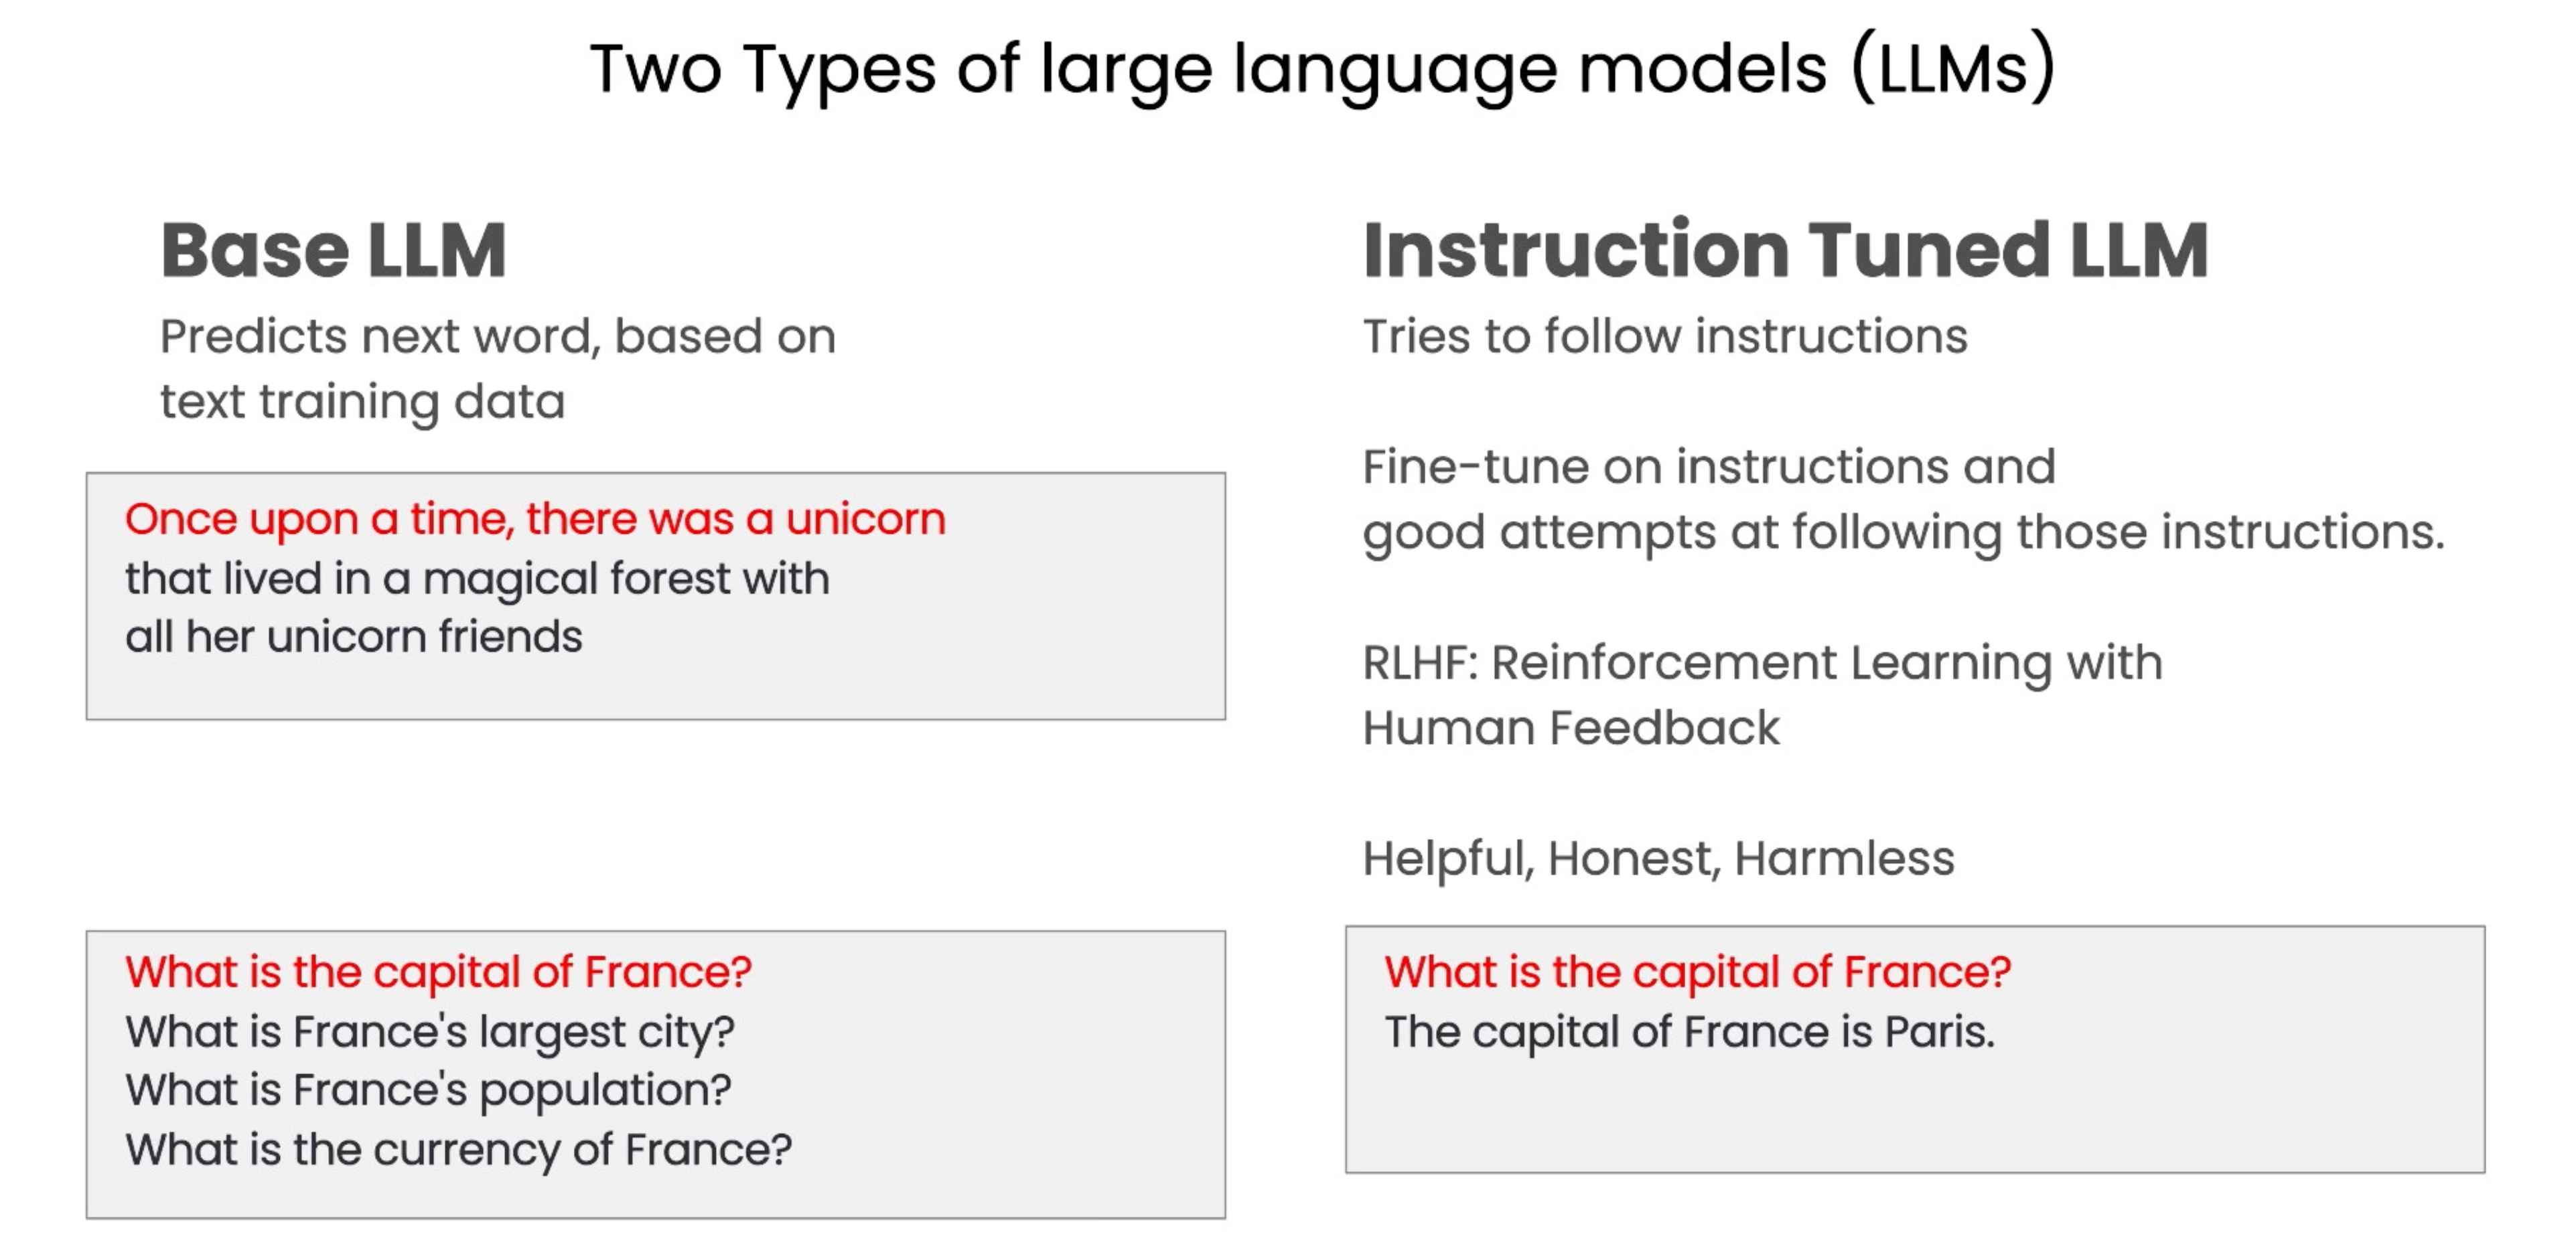 Two Types of large language models (LLMs)
Base LLM
Predicts next word, based on
text training data
Once upon a time, there was a unicorn
that lived in a magical forest with
all her unicorn friends
What is the capital of France?
What is France's largest city?
What is France's population?
What is the currency of France?
Instruction Tuned LLM
Tries to follow instructions
Fine-tune on instructions and
good attempts at following those instructions.
RLHF: Reinforcement Learning with
Human Feedback
Helpful, Honest, Harmless
What is the capital of France?
The capital of France is Paris.